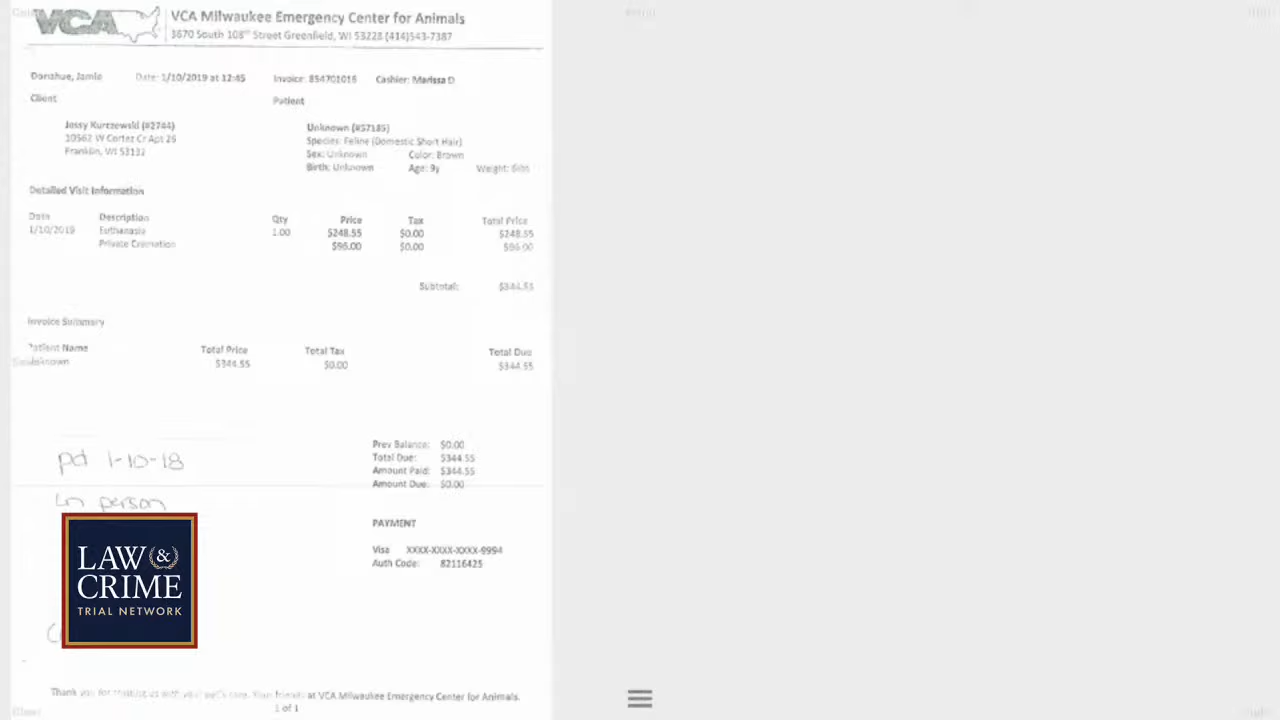 VCA
VCA Milwaukee Emergency Center for Animals
3670 South 108th Street Greenfield, WI 53228 (414)543-7387
Donahue, Jamie Date: 1/10/2019 at 12:45 Invoice: 854701016 Cashier: Marissa D
Client Patient
Jessy Kurczewski (#2744)
10562 W Cortez Cr Apt 26
Franklin, WI 53132
Unknown (#57185)
Species: Feline (Domestic Short Hair)
Sex: Unknown Color: Brown
Birth: Unknown Age: 9y Weight:
Detailed Visit Information
Date Description Qty Price Tax Total Price
1/10/2019 Euthanasia 1.00 $248.55 $0.00 $248.55
Private Cremation $96.00 $0.00 $96.00
Subtotal: $344.55
Invoice Summary
Patient Name Total Price Total Tax Total Due
Unknown $344.55 $0.00 $344.55
Prev Balance: $0.00
Total Due: $344.55
Amount Paid: $344.55
Amount Due: $0.00
pd 1-10-18
in person
PAYMENT
Visa XXXX-XXXX-XXXX-9994
Auth Code: 82116425
LAW &
CRIME
TRIAL NETWORK
Thank you for trusting us with your pet's care. Your friends at VCA Milwaukee Emergency Center for Animals.
1 of 1